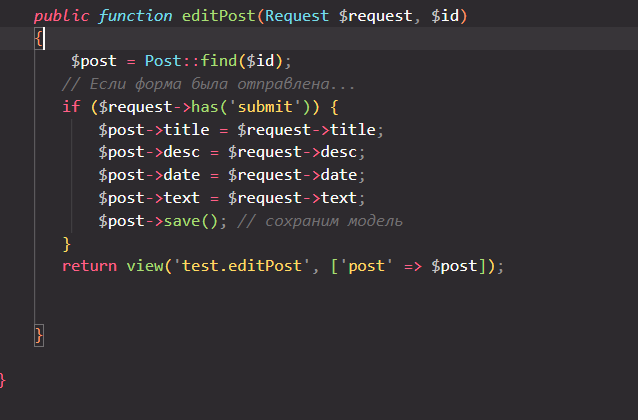 public function editPost(Request $request, $id)
{
$post = Post::find($id);
// Если форма была отправлена...
if ($request->has('submit')) {
$post->title = $request->title;
$post->desc = $request->desc;
$post->date = $request->date;
$post->text = $request->text;
$post->save(); // сохраним модель
}
return view('test.editPost', ['post' => $post]);
}
}